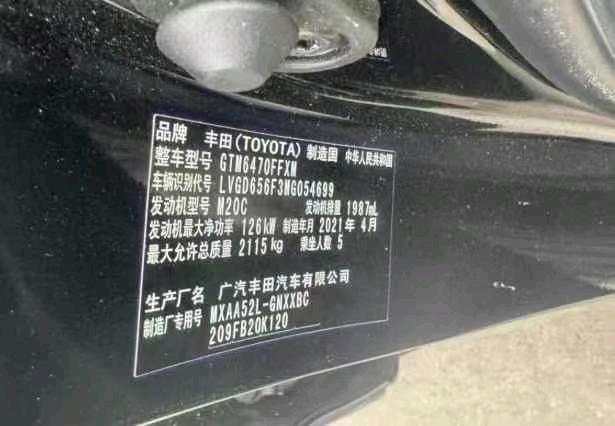 品牌 丰田(TOYOTA) 制造国 中华人民共和国
整车型号 GTM6470FFXM
车辆识别代号 LVGD656F3MG054699
发动机型号 M20C 发动机排量 1987mL
发动机最大净功率 126kW 制造年月 2021年 4月
最大允许总质量 2115kg 乘坐人数 5
生产厂名 广汽丰田汽车有限公司
制造厂专用号 MXAA52L-GNXXBC
209FB20K120